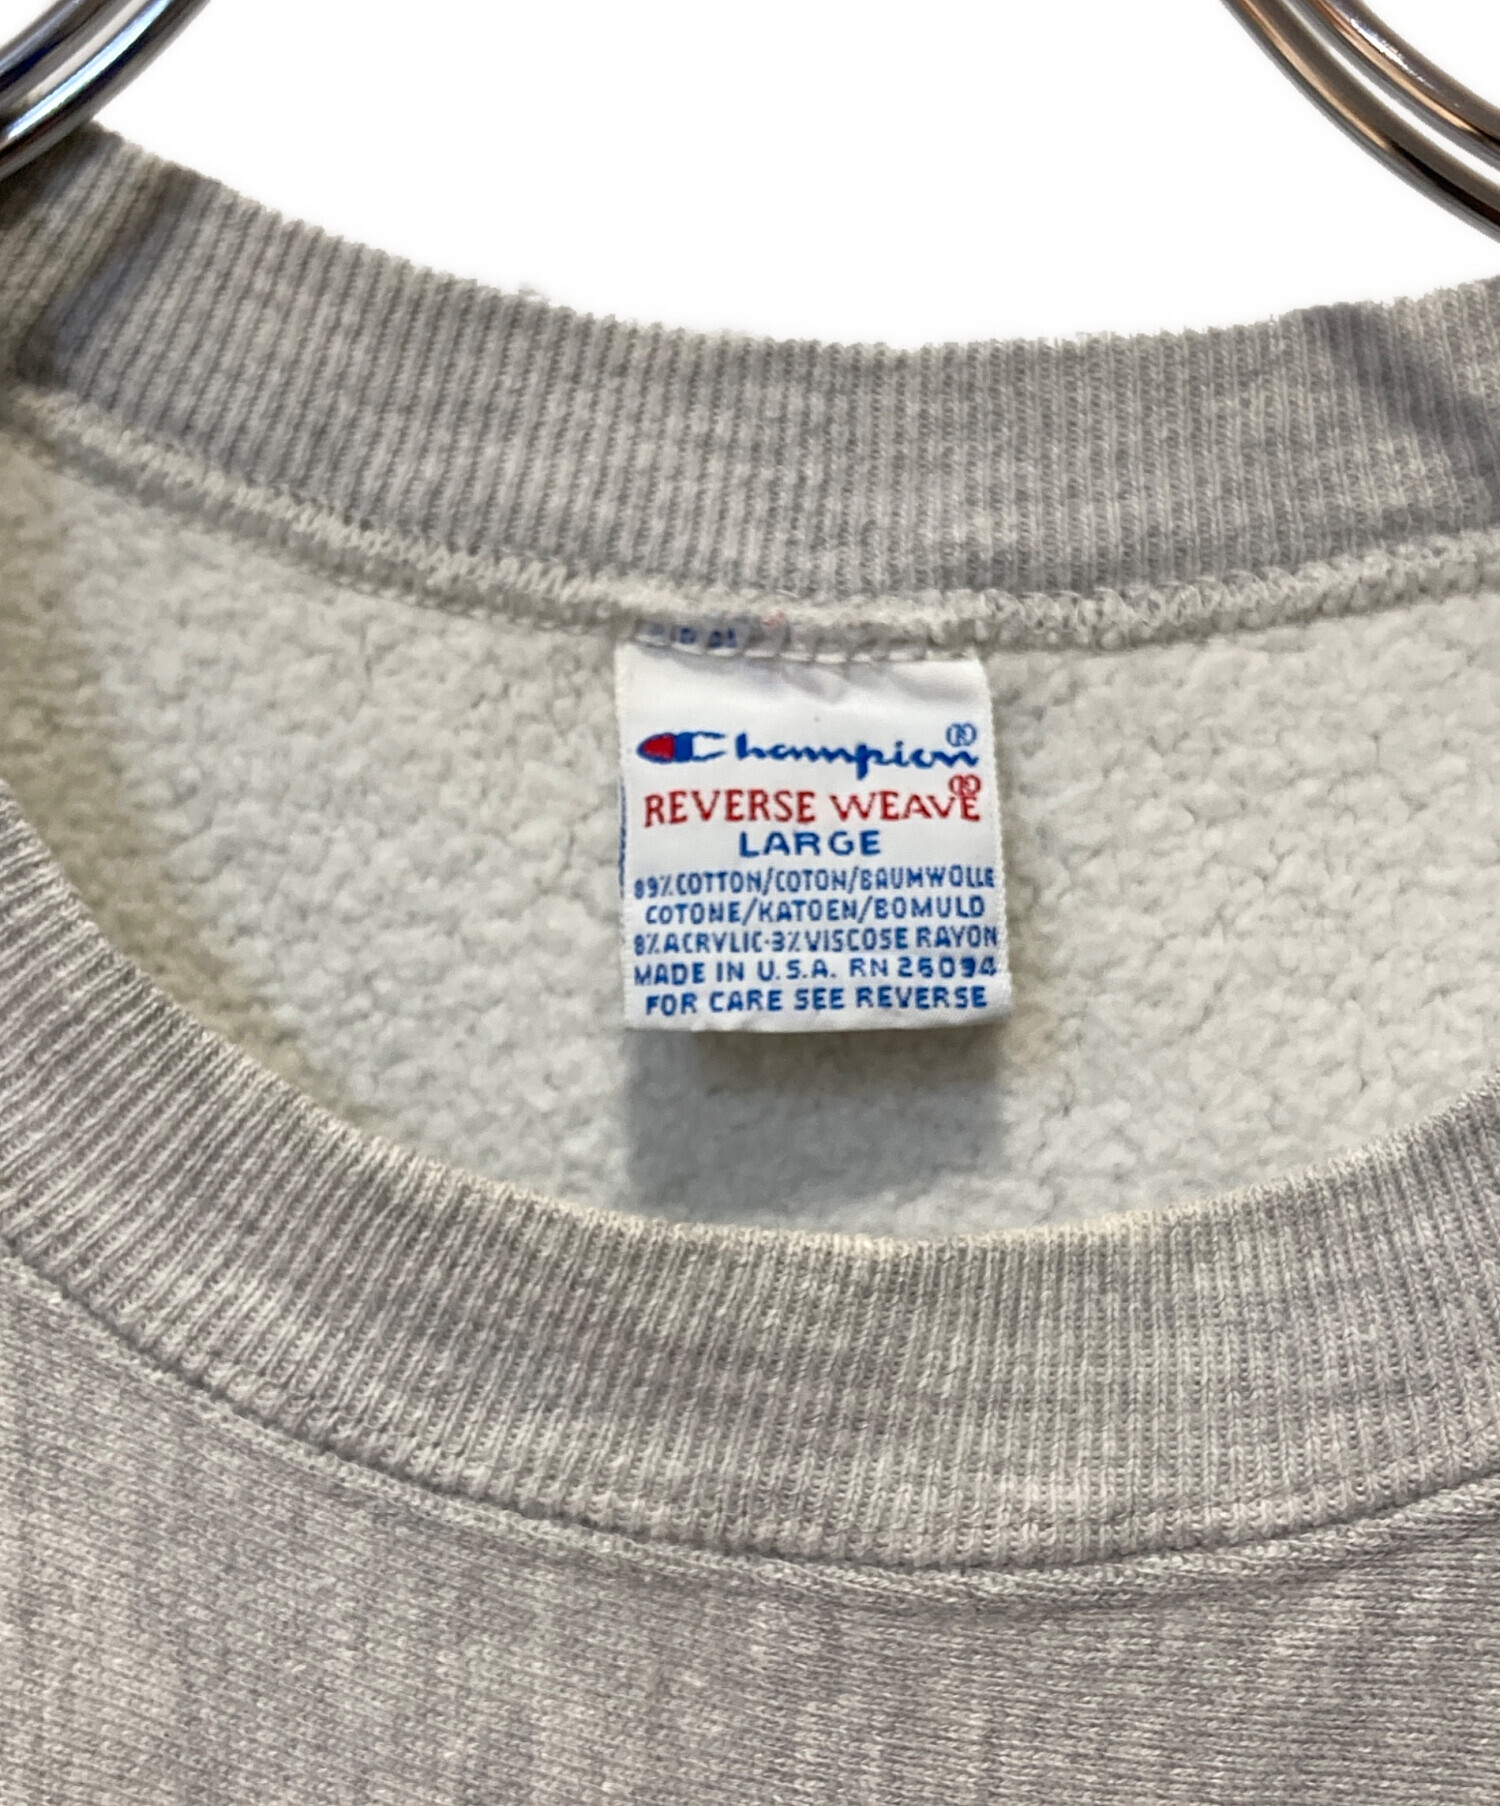 Champion®
REVERSE WEAVE®
LARGE
89%COTTON/COTON/BAUMWOLLE
COTONE/KATOEN/BOMULD
8%ACRYLIC-3%VISCOSE RAYON
MADE IN U.S.A. RN 26094
FOR CARE SEE REVERSE